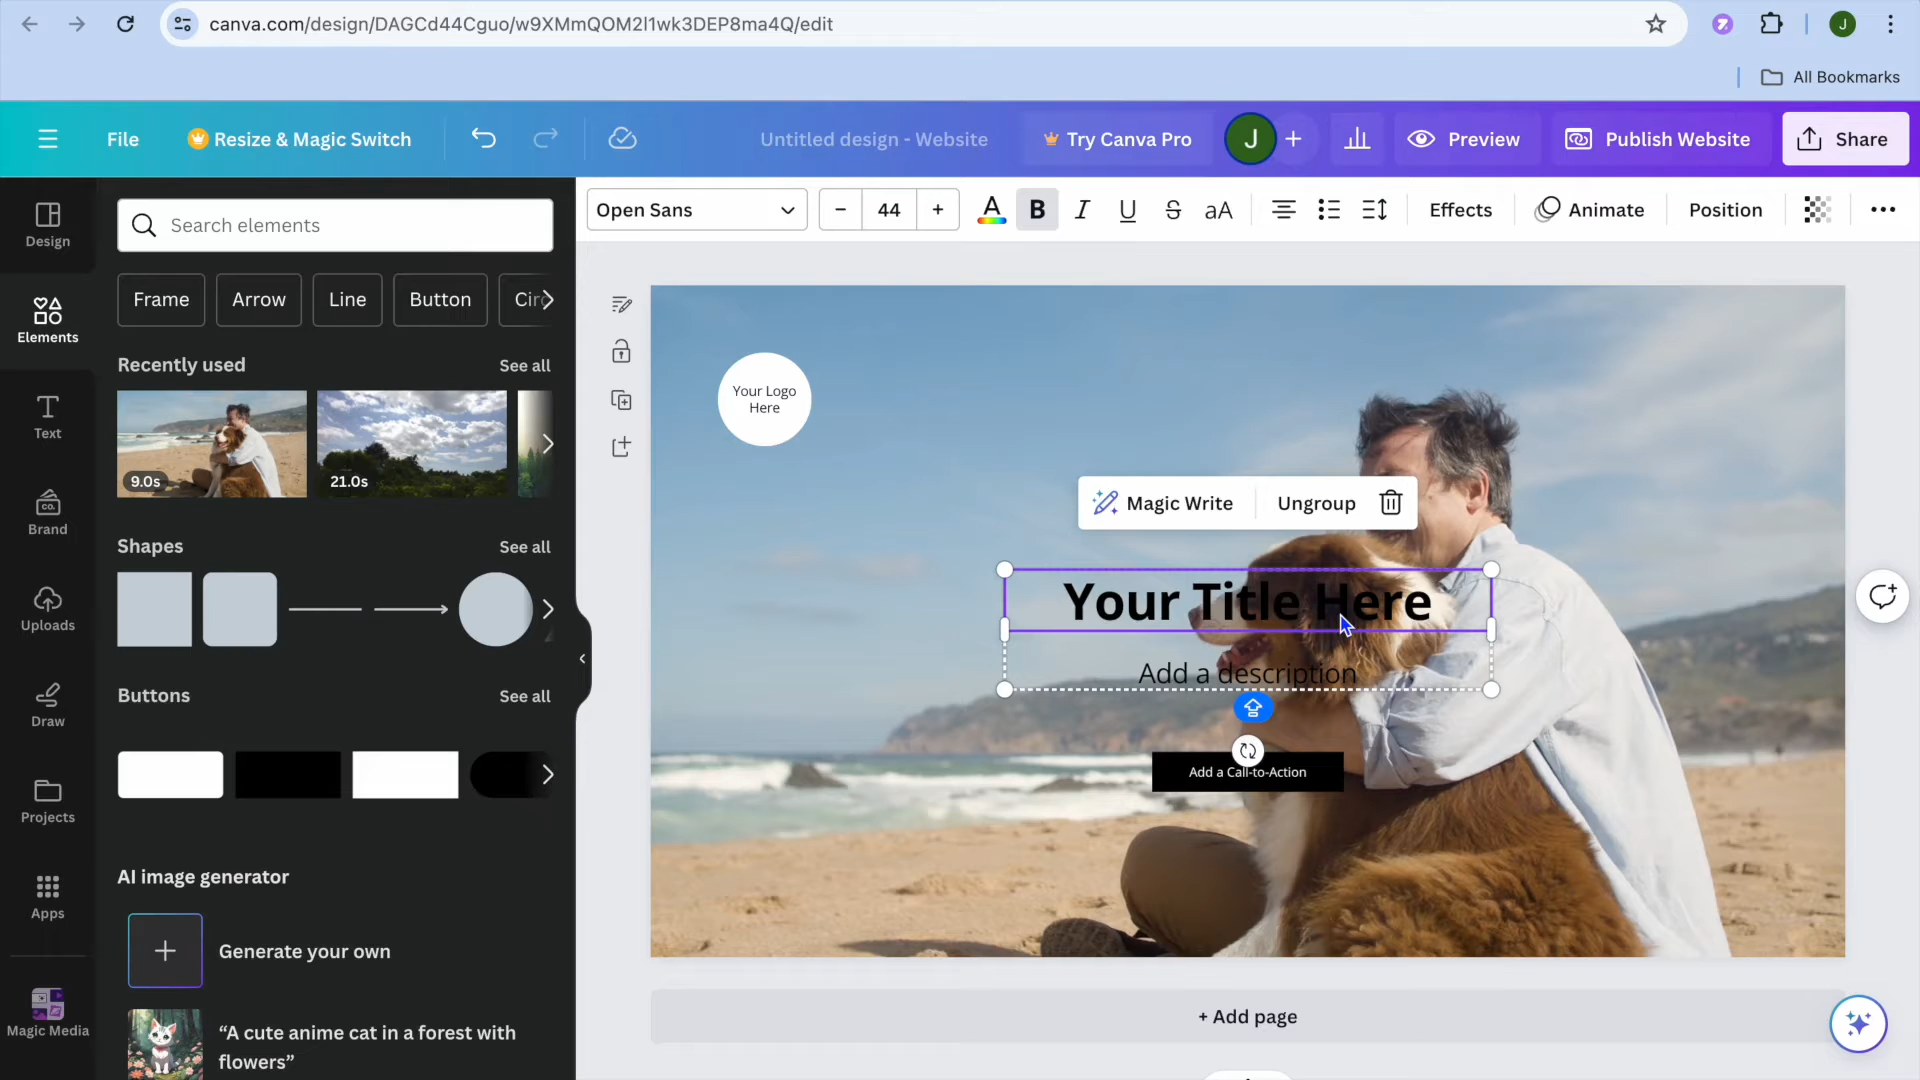 canva.com/design/DAGCd44Cguo/w9XMmQOM2l1wk3DEP8ma4Q/edit
J
All Bookmarks
File
Resize & Magic Switch
Untitled design - Website
Try Canva Pro
J
Preview
Publish Website
Share
Design
Elements
Text
Brand
Uploads
Draw
Projects
Apps
Magic Media
Search elements
Frame
Arrow
Line
Button
Recently used
See all
9.0s
21.0s
Shapes
See all
Buttons
See all
AI image generator
Generate your own
“A cute anime cat in a forest with
flowers”
Open Sans
44
A
B
I
U
S
aA
Effects
Animate
Position
Your Logo
Here
Magic Write
Ungroup
Your Title Here
Add a description
Add a Call-to-Action
+ Add page